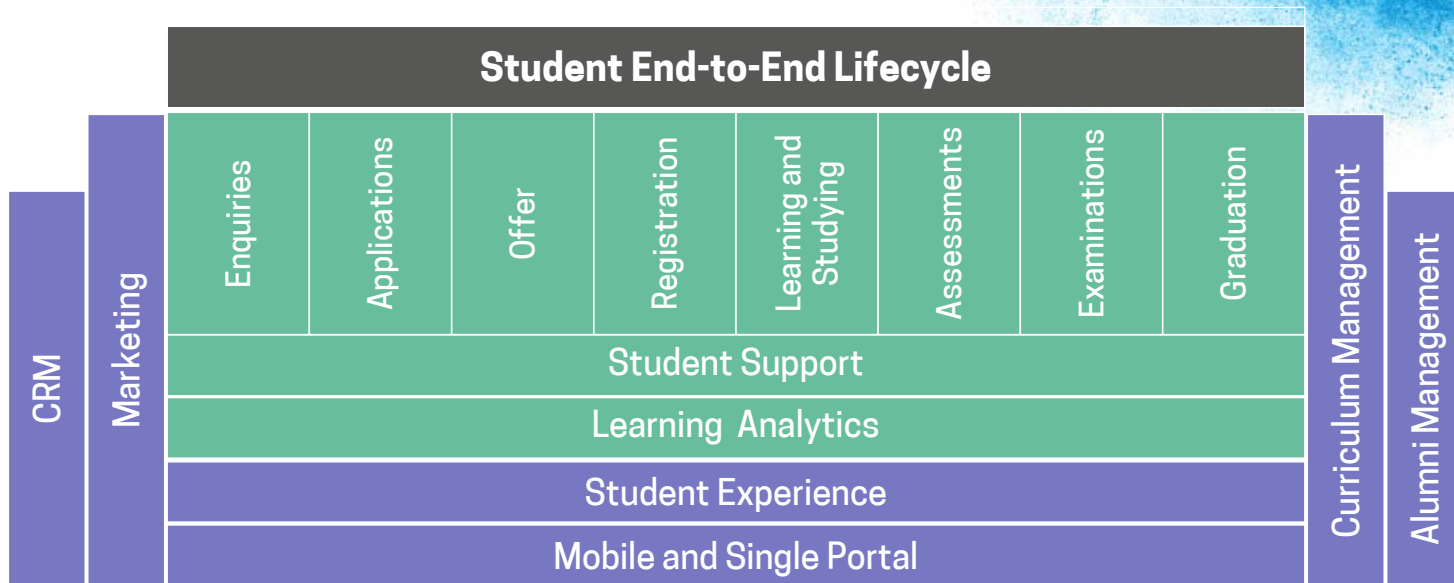 Student End-to-End Lifecycle
CRM
Marketing
Enquiries
Applications
Offer
Registration
Learning and
Studying
Assessments
Examinations
Graduation
Curriculum Management
Alumni Management
Student Support
Learning Analytics
Student Experience
Mobile and Single Portal